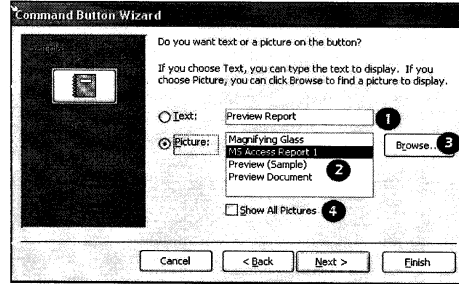 Command Button Wizard
Do you want text or a picture on the button?
If you choose Text, you can type the text to display. If you
choose Picture, you can click Browse to find a picture to display.
Text: Preview Report 1
Picture: Magnifying Glass Browse... 3
MS Access Report 1
Preview (Sample) 2
Preview Document
Show All Pictures 4
Cancel < Back Next > Finish